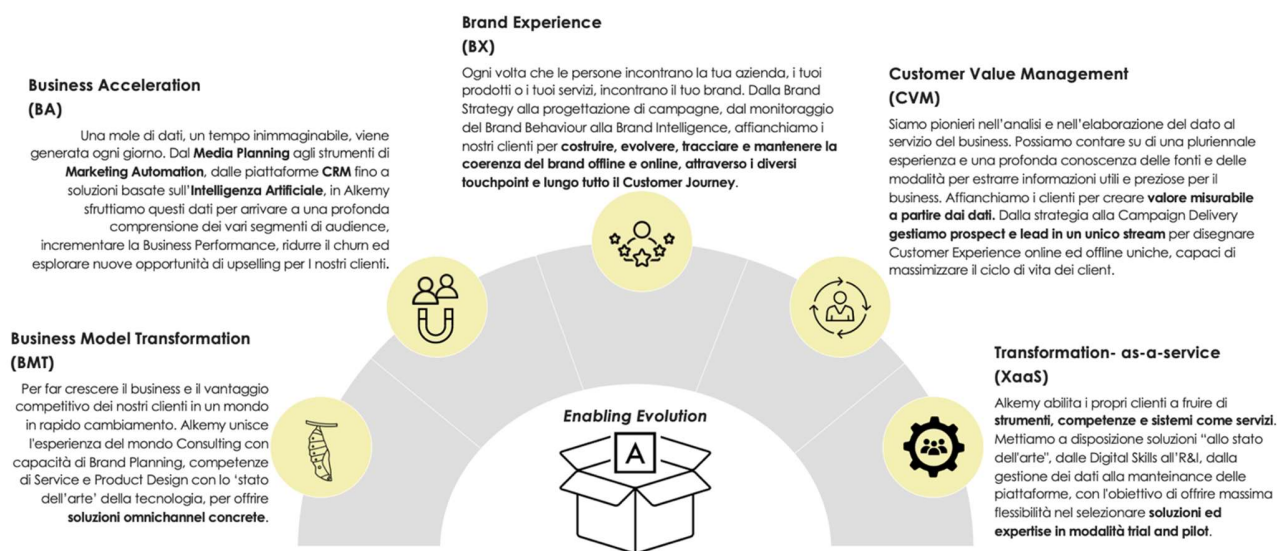 Brand Experience
(BX)
Ogni volta che le persone incontrano la tua azienda, i tuoi
prodotti o i tuoi servizi, incontrano il tuo brand. Dalla Brand
Strategy alla progettazione di campagne, dal monitoraggio
del Brand Behaviour alla Brand Intelligence, affianchiamo i
nostri clienti per costruire, evolvere, tracciare e mantenere la
coerenza del brand offline e online, attraverso i diversi
touchpoint e lungo tutto il Customer Journey.
Business Acceleration
(BA)
Una mole di dati, un tempo inimmaginabile, viene
generata ogni giorno. Dal Media Planning agli strumenti di
Marketing Automation, dalle piattaforme CRM fino a
soluzioni basate sull'Intelligenza Artificiale, in Alkemy
sfruttiamo questi dati per arrivare a una profonda
comprensione dei vari segmenti di audience,
incrementare la Business Performance, ridurre il churn ed
esplorare nuove opportunità di upselling per I nostri clienti.
Customer Value Management
(CVM)
Siamo pionieri nell'analisi e nell'elaborazione del dato al
servizio del business. Possiamo contare su di una pluriennale
esperienza e una profonda conoscenza delle fonti e delle
modalità per estrarre informazioni utili e preziose per il
business. Affianchiamo i clienti per creare valore misurabile
a partire dai dati. Dalla strategia alla Campaign Delivery
gestiamo prospect e lead in un unico stream per disegnare
Customer Experience online ed offline uniche, capaci di
massimizzare il ciclo di vita dei client.
Business Model Transformation
(BMT)
Per far crescere il business e il vantaggio
competitivo dei nostri clienti in un mondo
in rapido cambiamento. Alkemy unisce
l'esperienza del mondo Consulting con
capacità di Brand Planning, competenze
di Service e Product Design con lo 'stato
dell'arte' della tecnologia, per offrire
soluzioni omnichannel concrete.
Transformation- as-a-service
(XaaS)
Alkemy abilita i propri clienti a fruire di
strumenti, competenze e sistemi come servizi.
Mettiamo a disposizione soluzioni "allo stato
dell'arte", dalle Digital Skills all'R&I, dalla
gestione dei dati alla manteinance delle
piattaforme, con l'obiettivo di offrire massima
flessibilità nel selezionare soluzioni ed
expertise in modalità trial and pilot.
Enabling Evolution
A